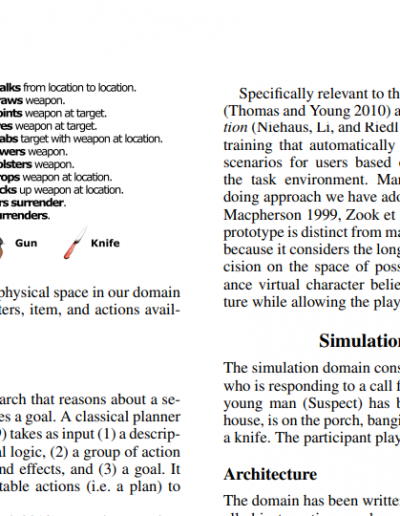 alks from location to location.
raws weapon.
oints weapon at target.
es weapon at target.
abs target with weapon at location.
wers weapon.
olsters weapon.
rops weapon at location.
cks up weapon at location.
rs surrender.
urrenders.
Gun Knife
physical space in our domain
ters, item, and actions avail-
arch that reasons about a se-
es a goal. A classical planner
9) takes as input (1) a descrip-
al logic, (2) a group of action
nd effects, and (3) a goal. It
table actions (i.e. a plan) to
Specifically relevant to th
(Thomas and Young 2010) a
tion (Niehaus, Li, and Riedl
training that automatically
scenarios for users based o
the task environment. Man
doing approach we have ado
Macpherson 1999, Zook et
prototype is distinct from ma
because it considers the long
cision on the space of poss
ance virtual character belie
ture while allowing the play
Simulation
The simulation domain cons
who is responding to a call f
young man (Suspect) has b
house, is on the porch, bangi
a knife. The participant play
Architecture
The domain has been written